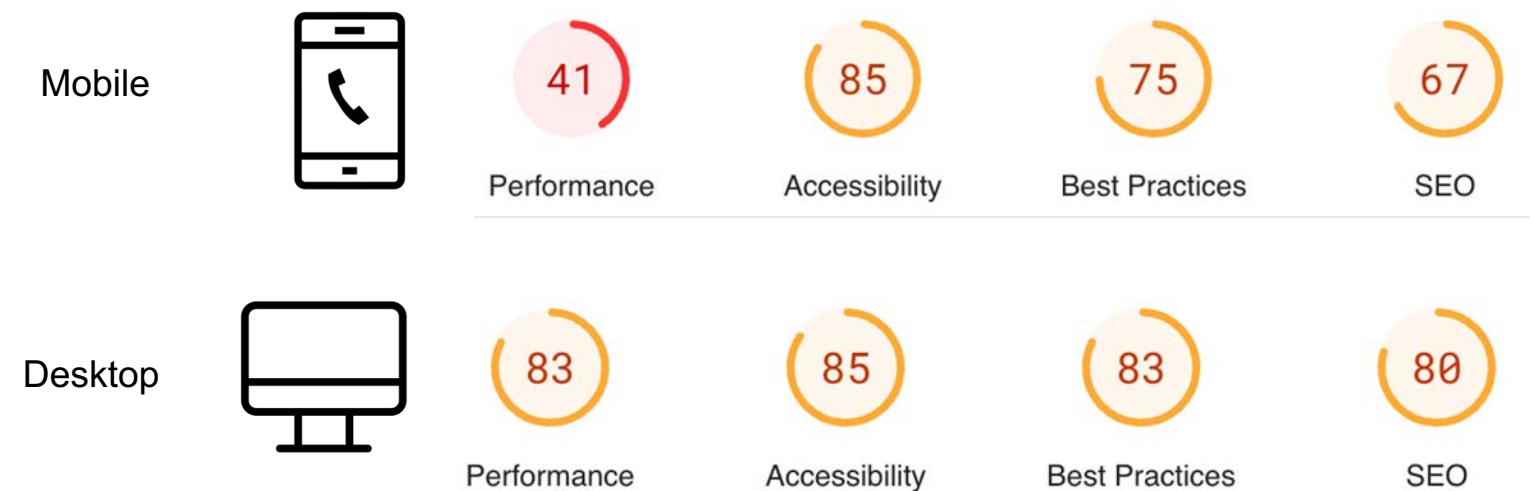 Mobile
41 85 75 67
Performance Accessibility Best Practices SEO
Desktop
83 85 83 80
Performance Accessibility Best Practices SEO